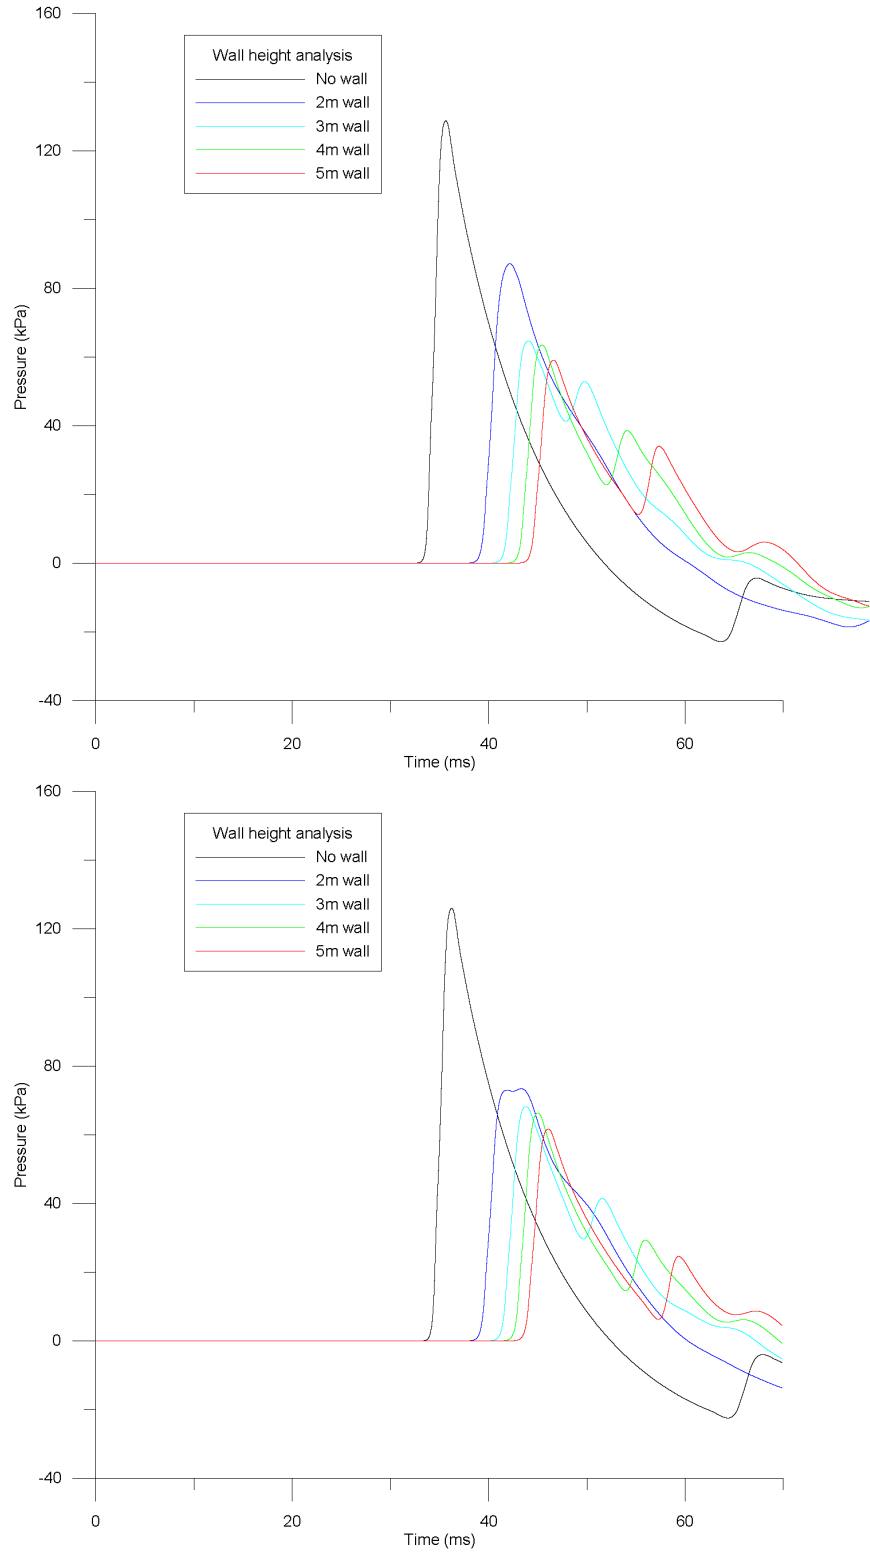 160
Wall height analysis
No wall
2m wall
3m wall
4m wall
5m wall
120
80
Pressure (kPa)
40
0
-40
0 20 40 60
Time (ms)
160
Wall height analysis
No wall
2m wall
3m wall
4m wall
5m wall
120
80
Pressure (kPa)
40
0
-40
0 20 40 60
Time (ms)